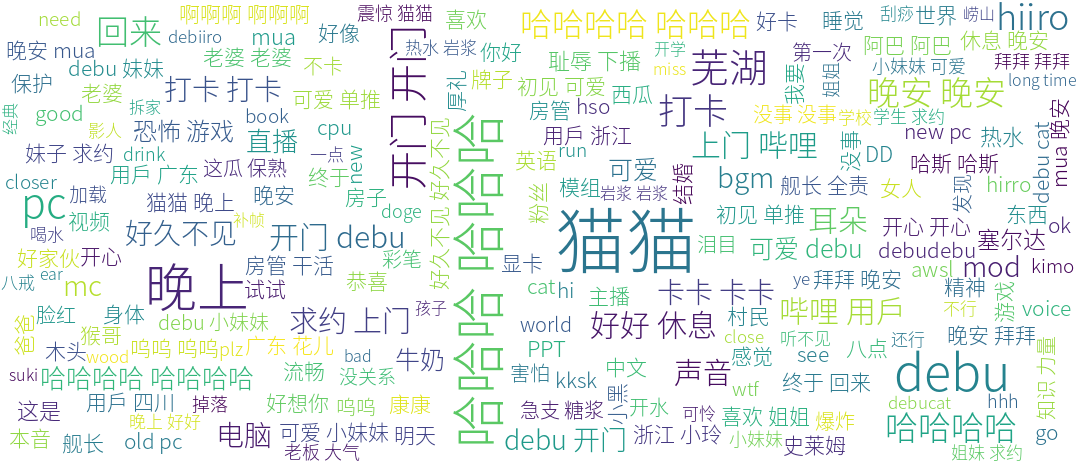 need
啊啊啊 啊啊啊
震惊 猫猫
喜欢
哈哈哈哈 哈哈哈
好卡
睡觉
刮痧
世界
崂山
hiiro
晚安 mua
回来
debiiro
mua
好像
热水 岩浆
你好
开门 开门
耻辱 下播
开学
芜湖
第一次
阿巴 阿巴
休息 晚安
拜拜 拜拜
debu 妹妹
老婆 老婆
不卡
厚礼
牌子
初见 可爱
miss
我要
姐姐
小妹妹 可爱
long time
保护
老婆
打卡 打卡
可爱 单推
西瓜
打卡
晚安 晚安
经典
good
拆家
影人
恐怖 游戏
book
直播
cpu
房管
hso
没事 没事
学校
学生 求约
mua 晚安
妹子 求约
drink
一点
new
好久不见 好久不见
用戶 浙江
上门 哔哩
没事
new pc
热水
debu cat
closer
用戶 广东
这瓜 保熟
终于
英语
run
可爱
DD
哈斯 哈斯
pc
加载
猫猫 晚上
晚安
房子
粉丝
模组
岩浆 岩浆
结婚
bgm
舰长 全责
女人
发现
hirro
视频
喝水
好久不见
补帧
doge
哈哈哈 哈哈哈
猫猫
初见 单推
耳朵
开心 开心
东西
ok
好家伙
开心
开门 debu
彩笔
显卡
泪目
可爱 debu
debudebu
塞尔达
八戒
ear
mc
晚上
房管 干活
试试
恭喜
cat
hi
主播
卡卡 卡卡
ye
拜拜 晚安
awsl
mod
kimo
爸爸
脸红
身体
debu 小妹妹
求约 上门
孩子
world
好好 休息
村民
哔哩 用戶
精神
不行
游戏
voice
猴哥
木头
wood
呜呜 呜呜
plz
广东 花儿
bad
牛奶
PPT
close
感觉
听不见
还行
晚安 拜拜
suki
哈哈哈哈 哈哈哈哈
流畅
没关系
害怕
kksk
中文
声音
see
八点
debu
知识 力量
这是
用戶 四川
掉落
好想你
呜呜
康康
急支 糖浆
小黑
wtf
终于 回来
debucat
hhh
晚上 好好
开水
可怜
喜欢 姐姐
爆炸
哈哈哈哈
本音
舰长
old pc
电脑
可爱 小妹妹
明天
debu 开门
浙江 小玲
小妹妹
史莱姆
go
老板 大气
姐妹 求约